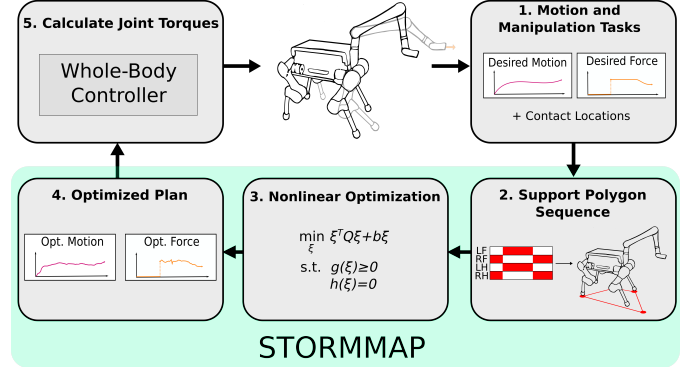 1. Motion and
Manipulation Tasks
Desired Motion
Desired Force
+ Contact Locations
2. Support Polygon
Sequence
LF
RF
LH
RH
3. Nonlinear Optimization
min ξᵀQξ+bξ
ξ
s.t. g(ξ)≥0
h(ξ)=0
4. Optimized Plan
Opt. Motion
Opt. Force
5. Calculate Joint Torques
Whole-Body
Controller
STORMMAP